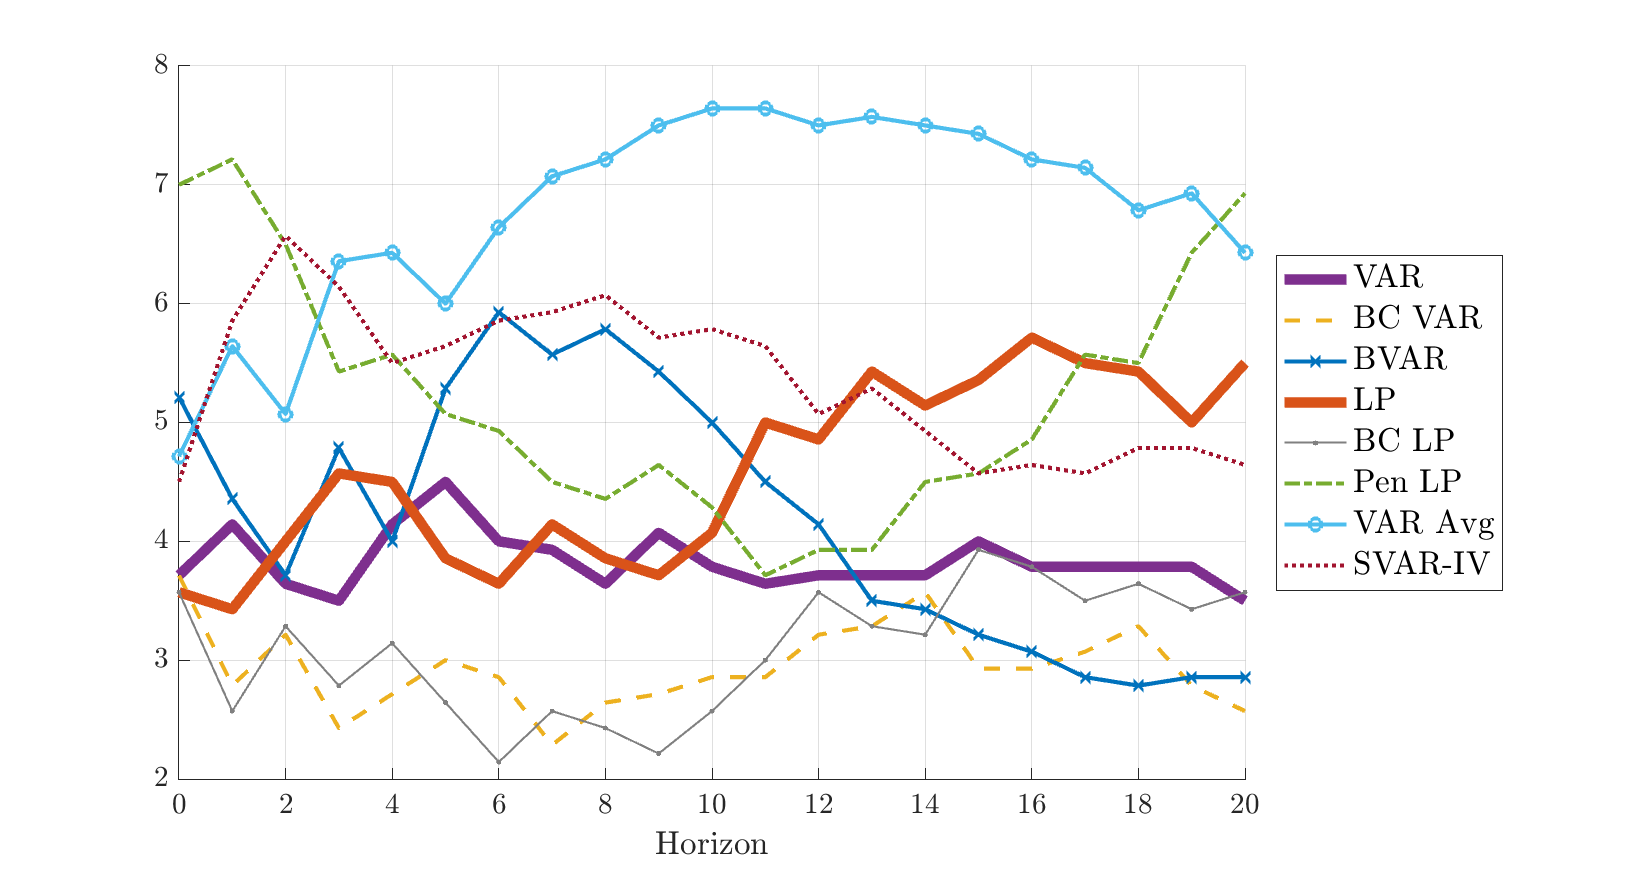 8
7
6
5
4
3
2
0 2 4 6 8 10 12 14 16 18 20
Horizon
VAR
BC VAR
BVAR
LP
BC LP
Pen LP
VAR Avg
SVAR-IV